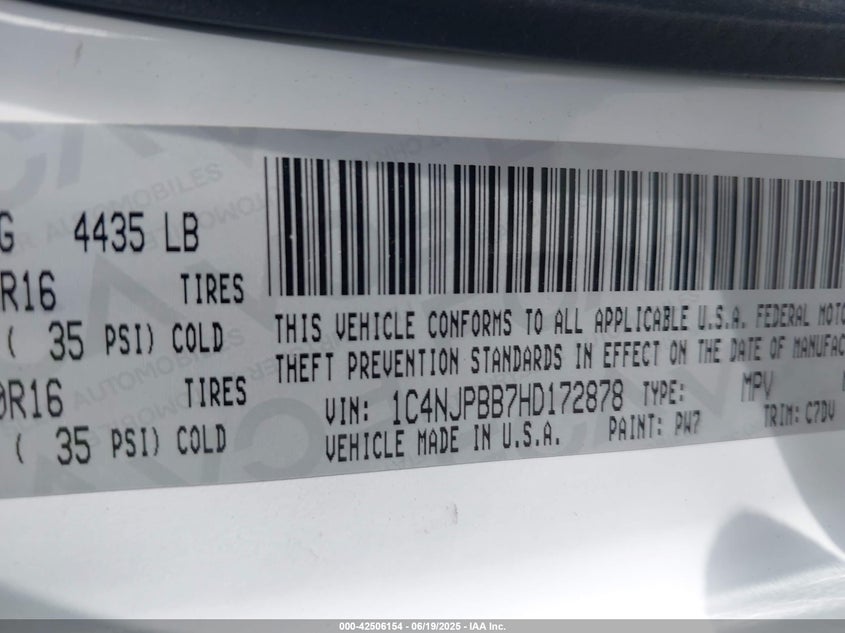 G 4435 LB
R16 TIRES
( 35 PSI) COLD
0R16 TIRES
( 35 PSI) COLD
THIS VEHICLE CONFORMS TO ALL APPLICABLE U.S.A. FEDERAL MOTO
THEFT PREVENTION STANDARDS IN EFFECT ON THE DATE OF MANUFAC
VIN: 1C4NJPBB7HD172878 TYPE: MPV
VEHICLE MADE IN U.S.A. PAINT: PW7 TRIM: C7DV
000-42506154 - 06/19/2025 - IAA Inc.